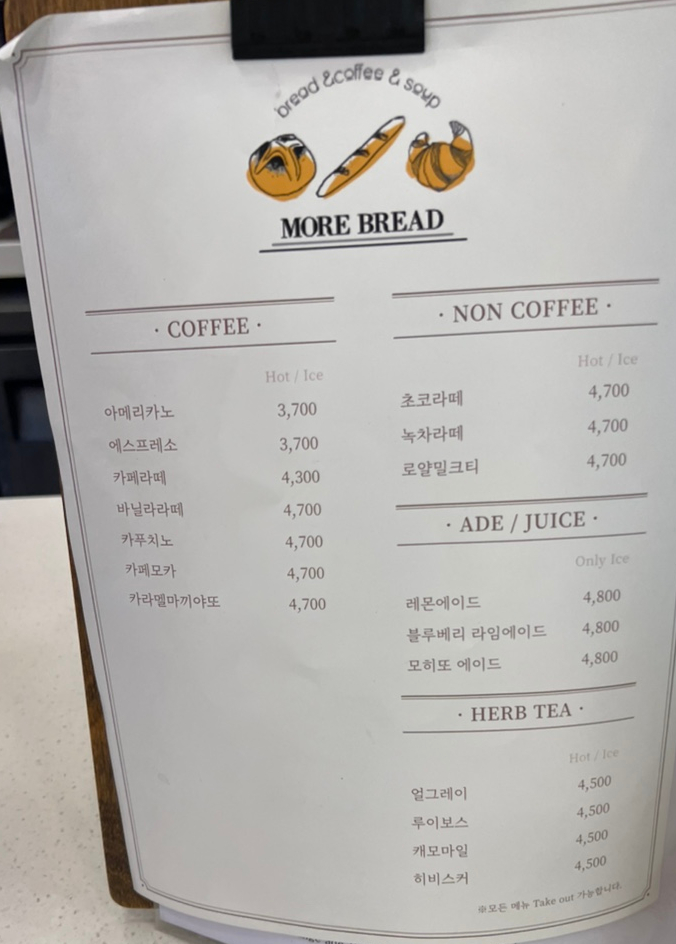 bread &coffee & soup
MORE BREAD
· COFFEE ·
Hot / Ice
아메리카노 3,700
에스프레소 3,700
카페라떼 4,300
바닐라라떼 4,700
카푸치노 4,700
카페모카 4,700
카라멜마끼야또 4,700
· NON COFFEE ·
Hot / Ice
초코라떼 4,700
녹차라떼 4,700
로얄밀크티 4,700
· ADE / JUICE ·
Only Ice
레몬에이드 4,800
블루베리 라임에이드 4,800
모히또 에이드 4,800
· HERB TEA ·
Hot / Ice
얼그레이 4,500
루이보스 4,500
캐모마일 4,500
히비스커 4,500
※모든 메뉴 Take out 가능합니다.